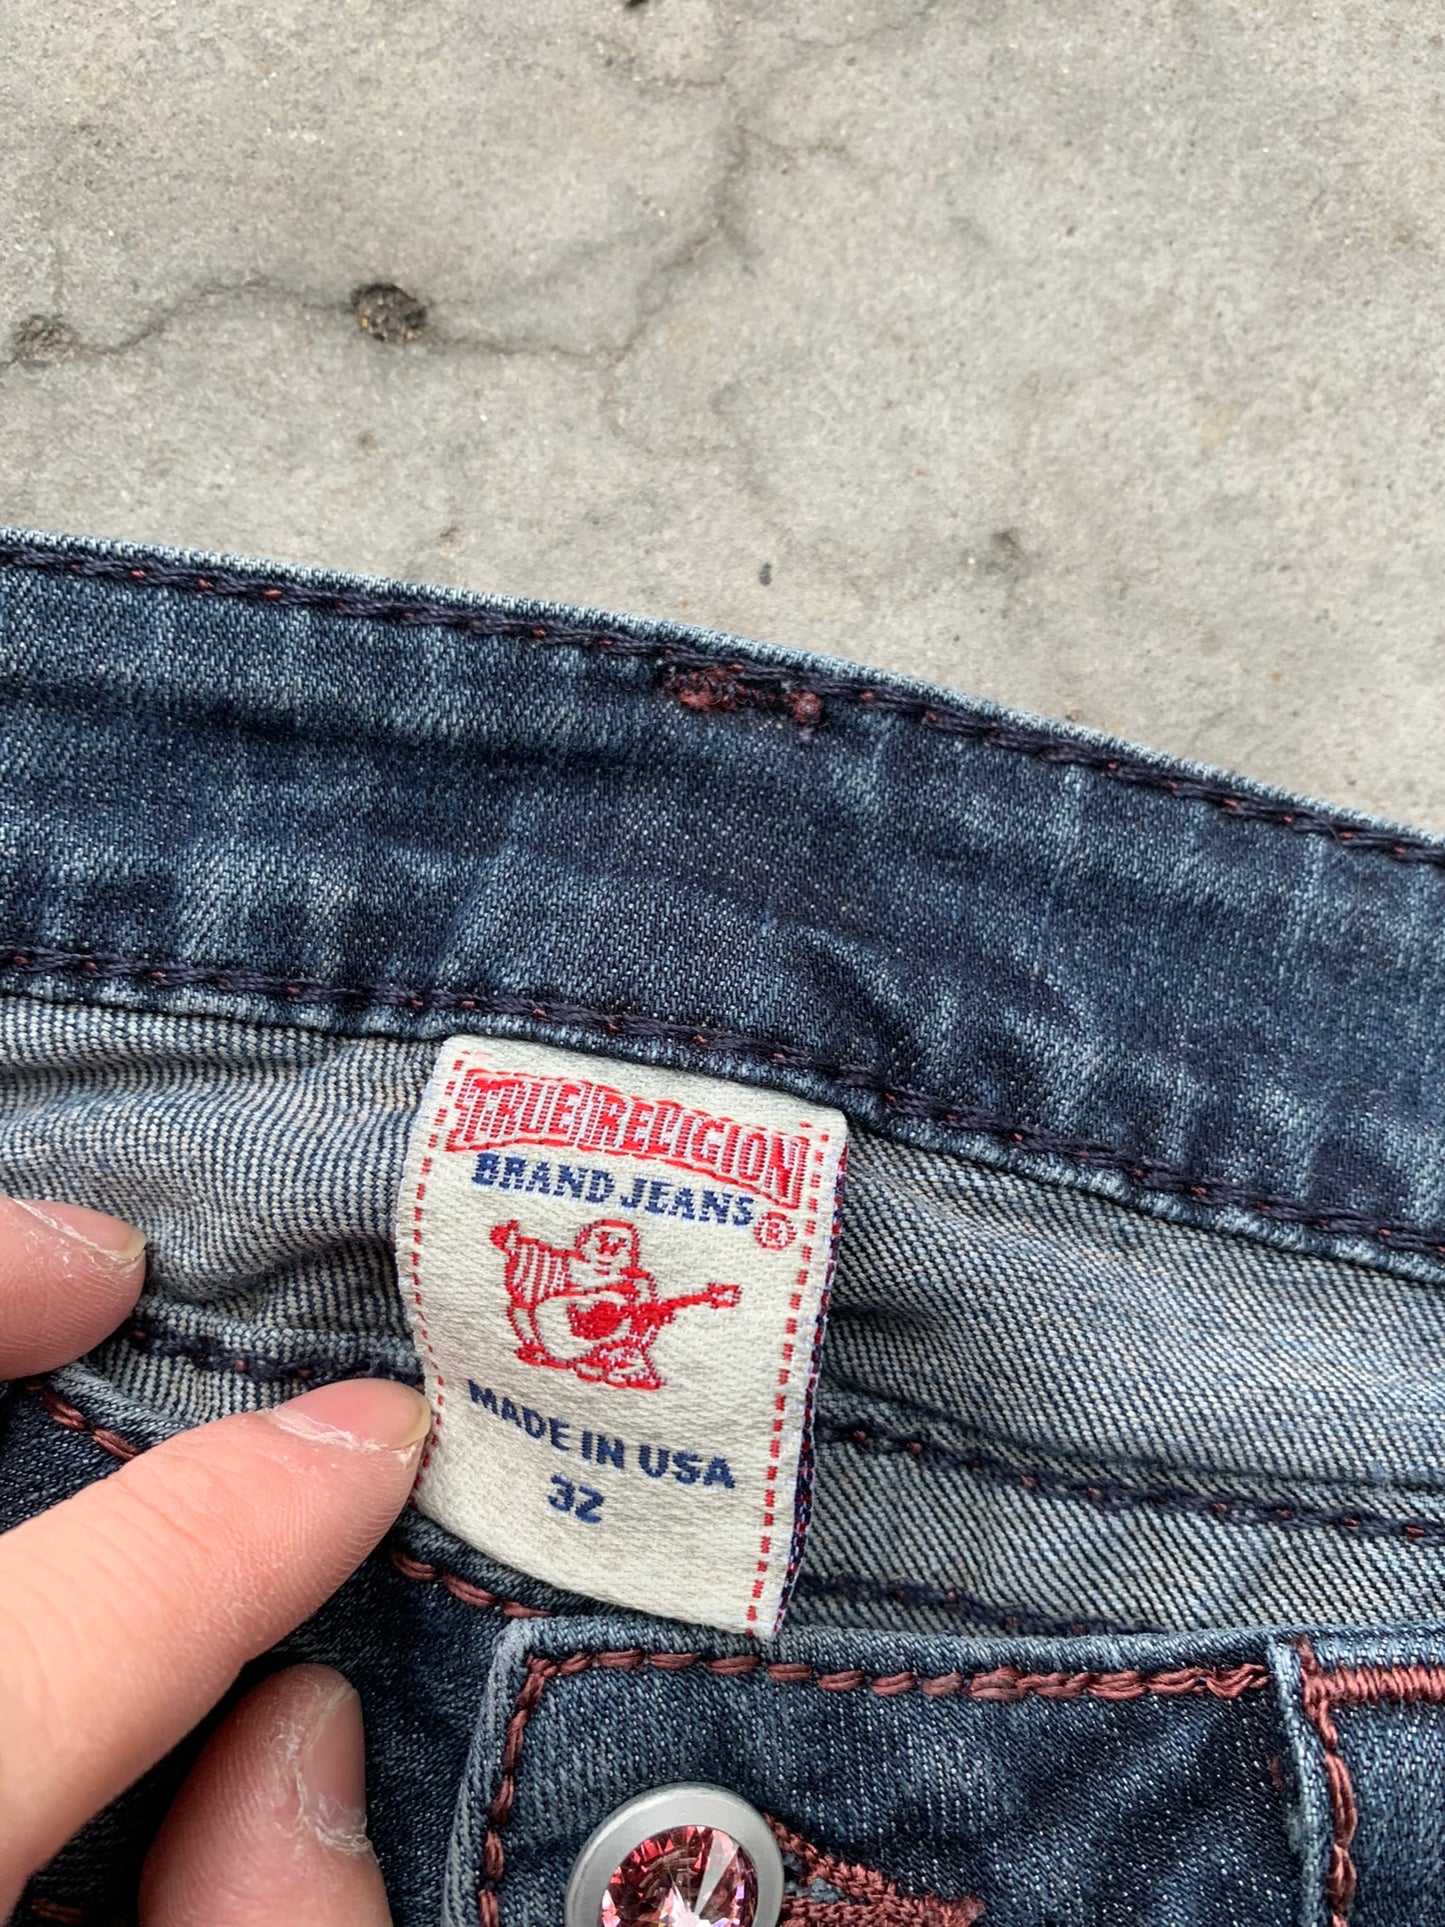 TRUE RELIGION
BRAND JEANS®
MADE IN USA
32